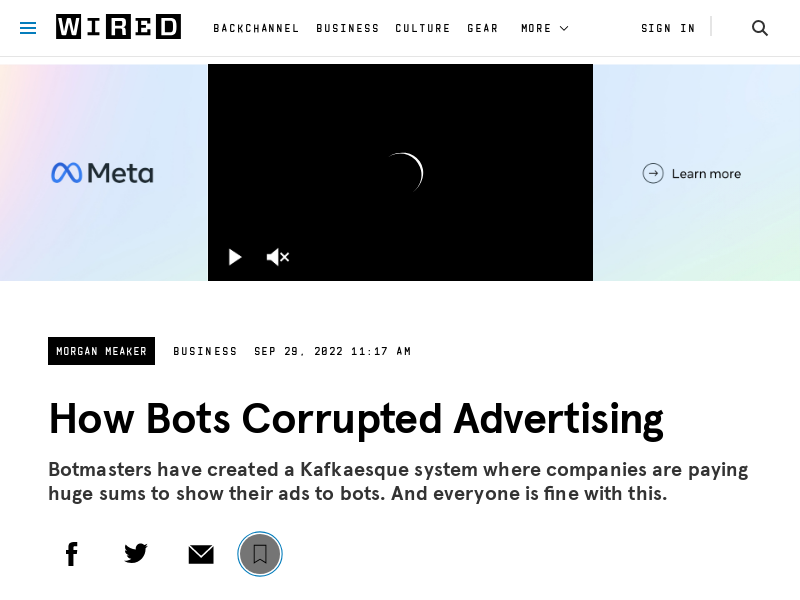 WIRED
BACKCHANNEL BUSINESS CULTURE GEAR MORE SIGN IN
Meta
Learn more
MORGAN MEAKER BUSINESS SEP 29, 2022 11:17 AM
How Bots Corrupted Advertising
Botmasters have created a Kafkaesque system where companies are paying
huge sums to show their ads to bots. And everyone is fine with this.